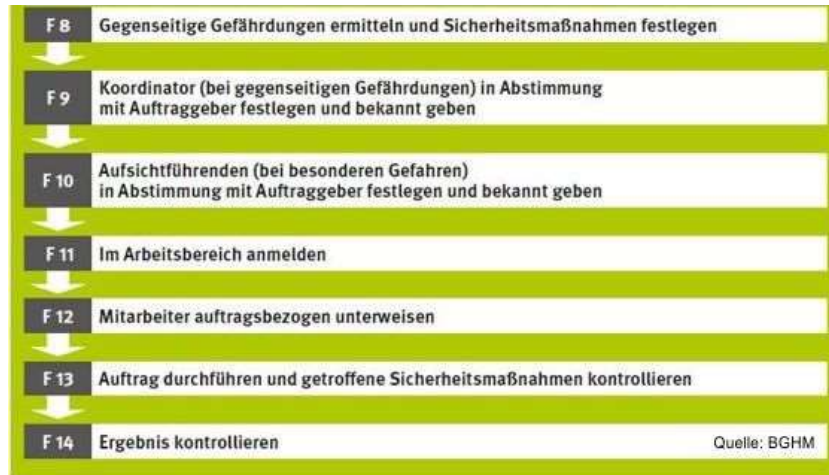 F 8 Gegenseitige Gefährdungen ermitteln und Sicherheitsmaßnahmen festlegen
F 9 Koordinator (bei gegenseitigen Gefährdungen) in Abstimmung
mit Auftraggeber festlegen und bekannt geben
F 10 Aufsichtführenden (bei besonderen Gefahren)
in Abstimmung mit Auftraggeber festlegen und bekannt geben
F 11 Im Arbeitsbereich anmelden
F 12 Mitarbeiter auftragsbezogen unterweisen
F 13 Auftrag durchführen und getroffene Sicherheitsmaßnahmen kontrollieren
F 14 Ergebnis kontrollieren Quelle: BGHM